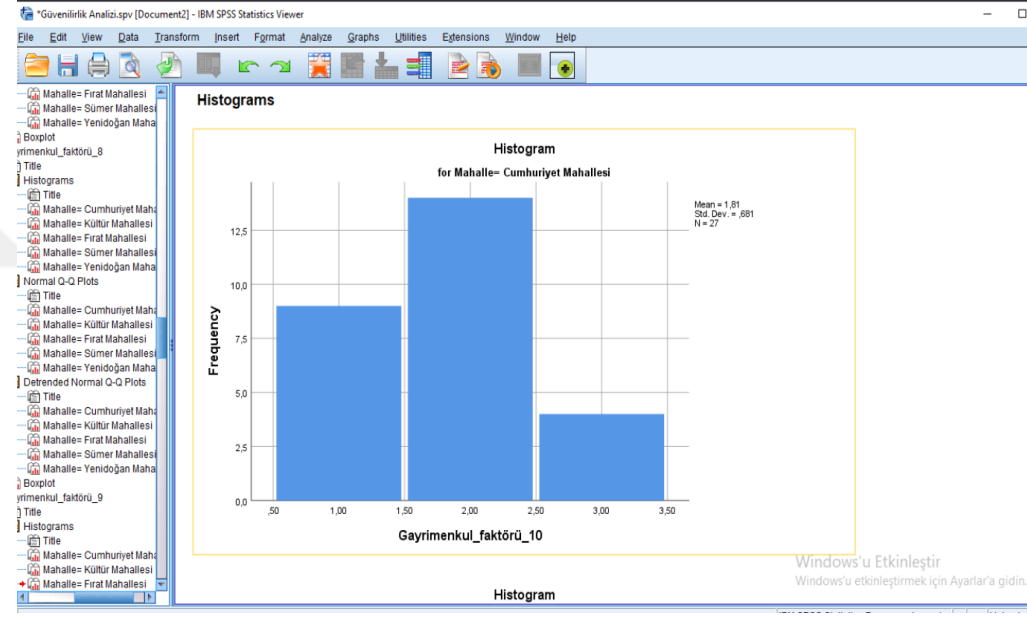 *Güvenilirlik Analizi.spv [Document2] - IBM SPSS Statistics Viewer
File Edit View Data Transform Insert Format Analyze Graphs Utilities Extensions Window Help
Mahalle= Fırat Mahallesi
Mahalle= Sümer Mahallesi
Mahalle= Yenidoğan Maha
Boxplot
yrimenkul_faktörü_8
Title
Histograms
Title
Mahalle= Cumhuriyet Maha
Mahalle= Kültür Mahallesi
Mahalle= Fırat Mahallesi
Mahalle= Sümer Mahallesi
Mahalle= Yenidoğan Maha
Normal Q-Q Plots
Title
Mahalle= Cumhuriyet Maha
Mahalle= Kültür Mahallesi
Mahalle= Fırat Mahallesi
Mahalle= Sümer Mahallesi
Mahalle= Yenidoğan Maha
Detrended Normal Q-Q Plots
Title
Mahalle= Cumhuriyet Maha
Mahalle= Kültür Mahallesi
Mahalle= Fırat Mahallesi
Mahalle= Sümer Mahallesi
Mahalle= Yenidoğan Maha
Boxplot
yrimenkul_faktörü_9
Title
Histograms
Title
Mahalle= Cumhuriyet Maha
Mahalle= Kültür Mahallesi
Mahalle= Fırat Mahallesi
Histograms
Histogram
for Mahalle= Cumhuriyet Mahallesi
Mean = 1,81
Std. Dev. = ,681
N = 27
Frequency
12,5
10,0
7,5
5,0
2,5
0,0
,50 1,00 1,50 2,00 2,50 3,00 3,50
Gayrimenkul_faktörü_10
Histogram
Windows'u Etkinleştir
Windows'u etkinleştirmek için Ayarlar'a gidin.